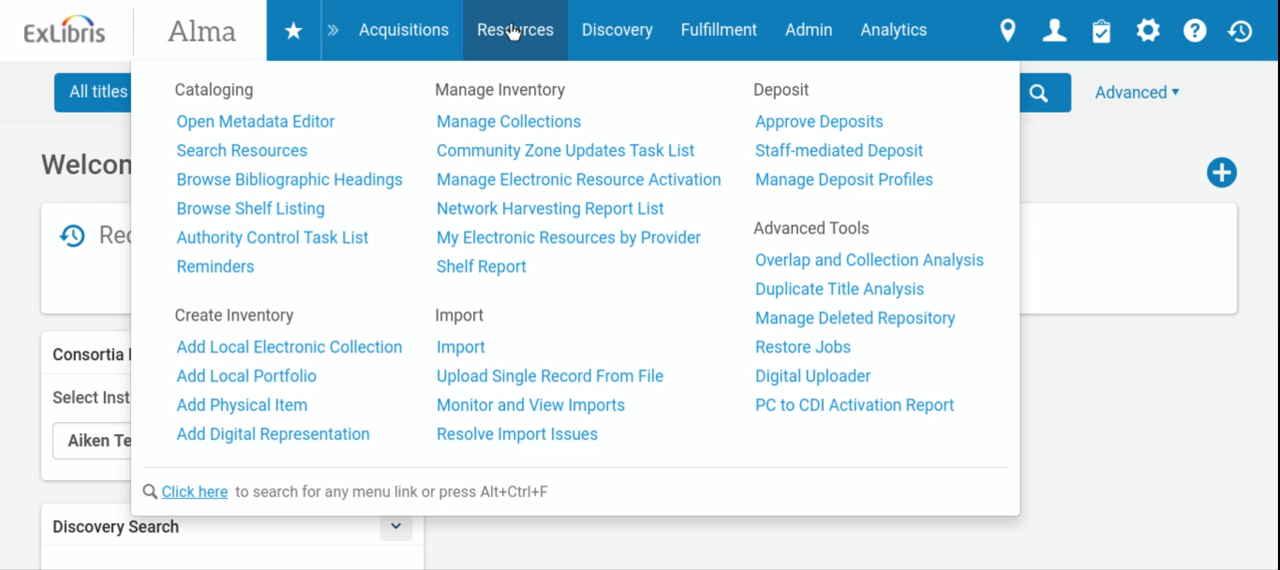 ExLibris
Alma
Acquisitions
Resources
Discovery
Fulfillment
Admin
Analytics
All titles
Advanced
Cataloging
Open Metadata Editor
Search Resources
Browse Bibliographic Headings
Browse Shelf Listing
Authority Control Task List
Reminders
Create Inventory
Add Local Electronic Collection
Add Local Portfolio
Add Physical Item
Add Digital Representation
Manage Inventory
Manage Collections
Community Zone Updates Task List
Manage Electronic Resource Activation
Network Harvesting Report List
My Electronic Resources by Provider
Shelf Report
Import
Import
Upload Single Record From File
Monitor and View Imports
Resolve Import Issues
Deposit
Approve Deposits
Staff-mediated Deposit
Manage Deposit Profiles
Advanced Tools
Overlap and Collection Analysis
Duplicate Title Analysis
Manage Deleted Repository
Restore Jobs
Digital Uploader
PC to CDI Activation Report
Click here to search for any menu link or press Alt+Ctrl+F
Welcon
Rec
Consortia
Select Inst
Aiken Te
Discovery Search